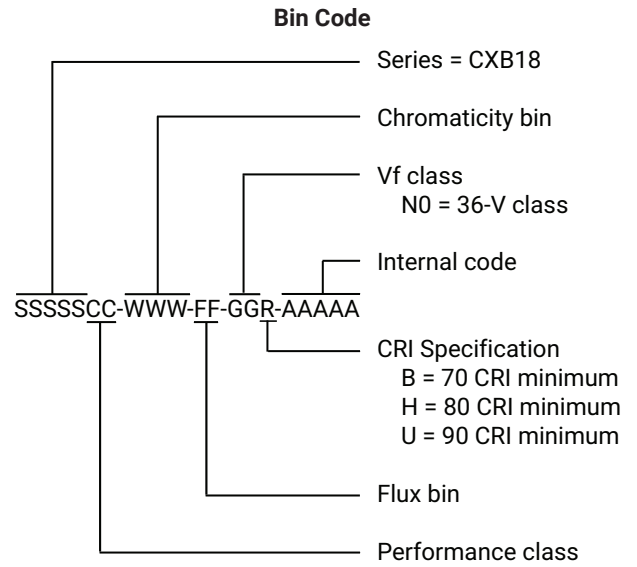 Bin Code
Series = CXB18
Chromaticity bin
Vf class
N0 = 36-V class
Internal code
SSSSSCC-WWW-FF-GGR-AAAAA
CRI Specification
B = 70 CRI minimum
H = 80 CRI minimum
U = 90 CRI minimum
Flux bin
Performance class